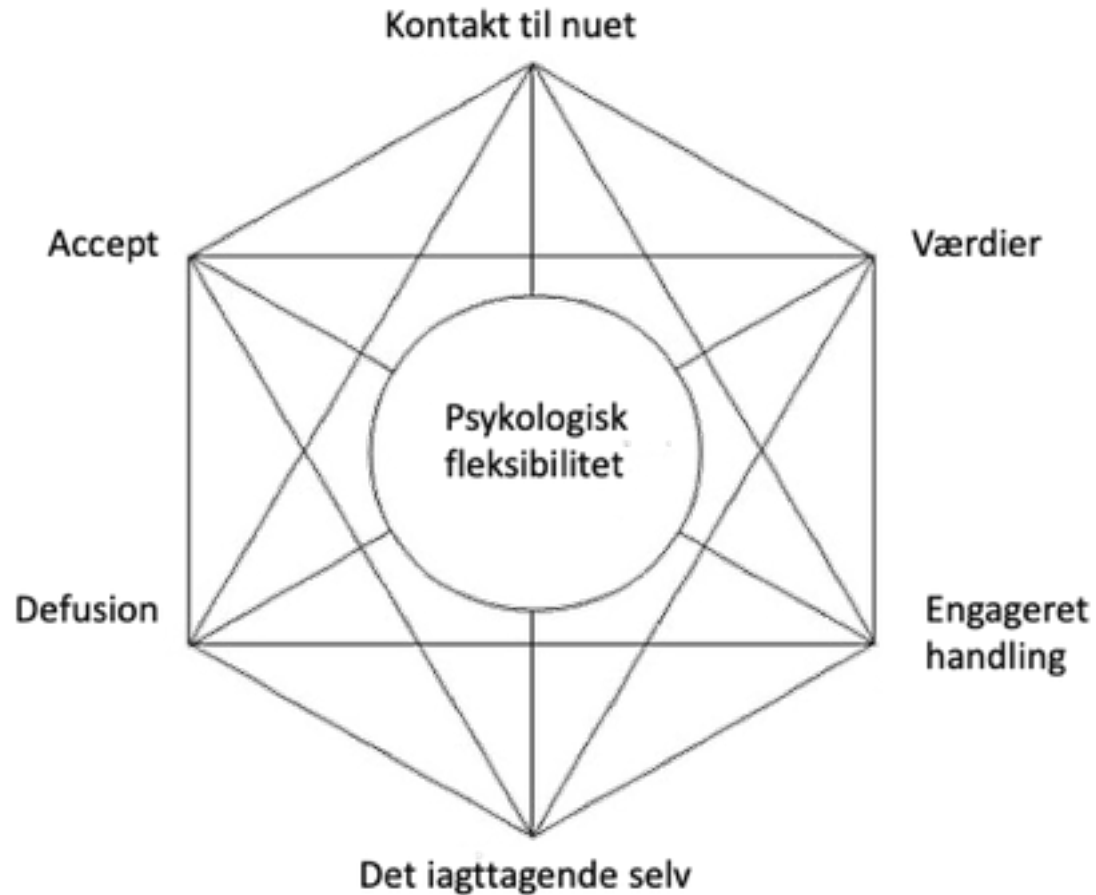 Kontakt til nuet
Accept
Værdier
Psykologisk
fleksibilitet
Defusion
Engageret
handling
Det iagttagende selv